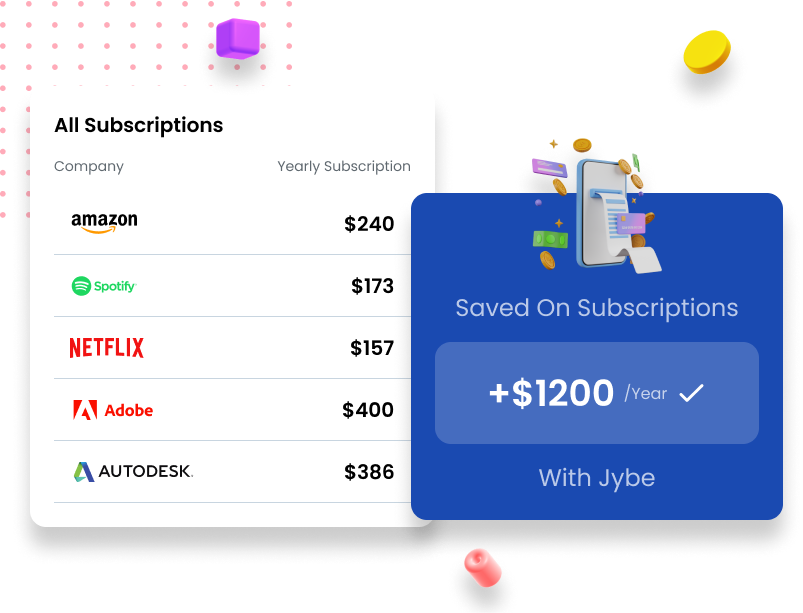 All Subscriptions
Company Yearly Subscription
amazon $240
Spotify $173
NETFLIX $157
Adobe $400
AUTODESK. $386
Saved On Subscriptions
+$1200 /Year
With Jybe